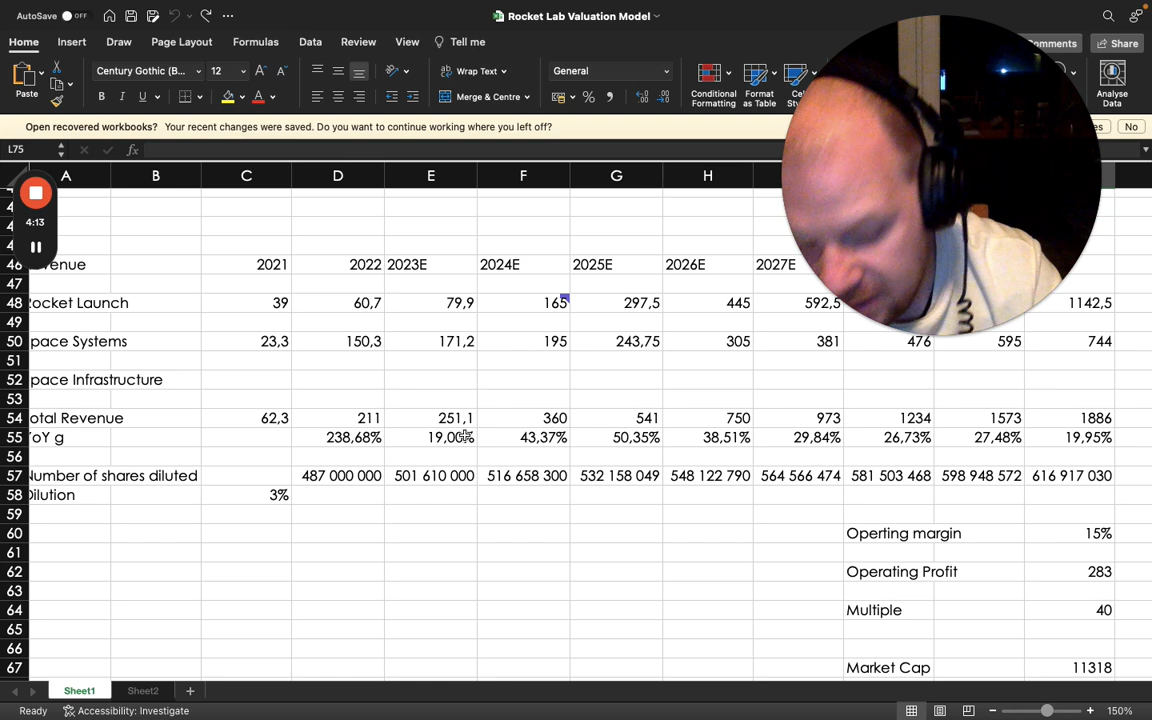 AutoSave OFF Rocket Lab Valuation Model
Home Insert Draw Page Layout Formulas Data Review View Tell me Comments Share
Paste Century Gothic (B... 12 Wrap Text General
B I U A Merge & Centre % Conditional Formatting Format as Table Analyse Data
Open recovered workbooks? Your recent changes were saved. Do you want to continue working where you left off? No
L75 fx
A B C D E F G H
4:13
46 2021 2022 2023E 2024E 2025E 2026E 2027E
47
48 Rocket Launch 39 60,7 79,9 165 297,5 445 592,5 1142,5
49
50 pace Systems 23,3 150,3 171,2 195 243,75 305 381 476 595 744
51
52 pace Infrastructure
53
54 otal Revenue 62,3 211 251,1 360 541 750 973 1234 1573 1886
55 YoY g 238,68% 19,00% 43,37% 50,35% 38,51% 29,84% 26,73% 27,48% 19,95%
56
57 Number of shares diluted 487 000 000 501 610 000 516 658 300 532 158 049 548 122 790 564 566 474 581 503 468 598 948 572 616 917 030
58 Dilution 3%
59
60 Operting margin 15%
61
62 Operating Profit 283
63
64 Multiple 40
65
66
67 Market Cap 11318
Sheet1 Sheet2
Ready Accessibility: Investigate 150%